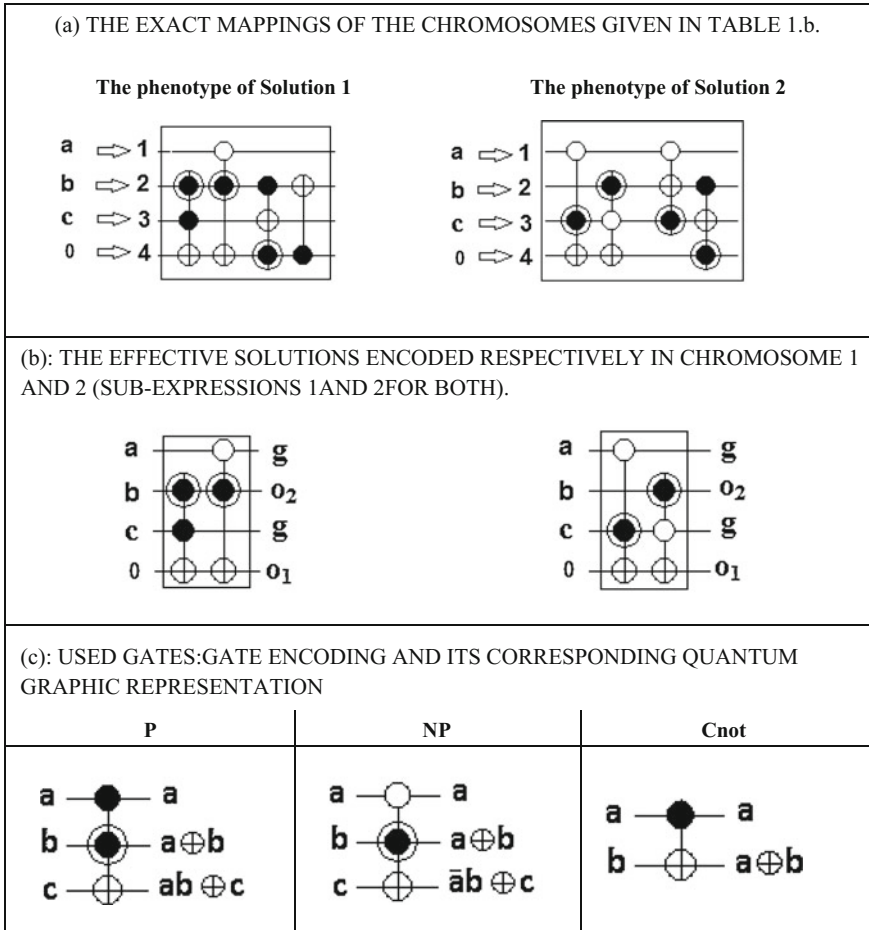 (a) THE EXACT MAPPINGS OF THE CHROMOSOMES GIVEN IN TABLE 1.b.
The phenotype of Solution 1
The phenotype of Solution 2
a ⇨ 1
b ⇨ 2
c ⇨ 3
0 ⇨ 4
a ⇨ 1
b ⇨ 2
c ⇨ 3
0 ⇨ 4
(b): THE EFFECTIVE SOLUTIONS ENCODED RESPECTIVELY IN CHROMOSOME 1
AND 2 (SUB-EXPRESSIONS 1AND 2FOR BOTH).
a g
b o₂
c g
0 o₁
a g
b o₂
c g
0 o₁
(c): USED GATES:GATE ENCODING AND ITS CORRESPONDING QUANTUM
GRAPHIC REPRESENTATION
P
NP
Cnot
a a
b a⊕b
c ab⊕c
a a
b a⊕b
c āb⊕c
a a
b a⊕b